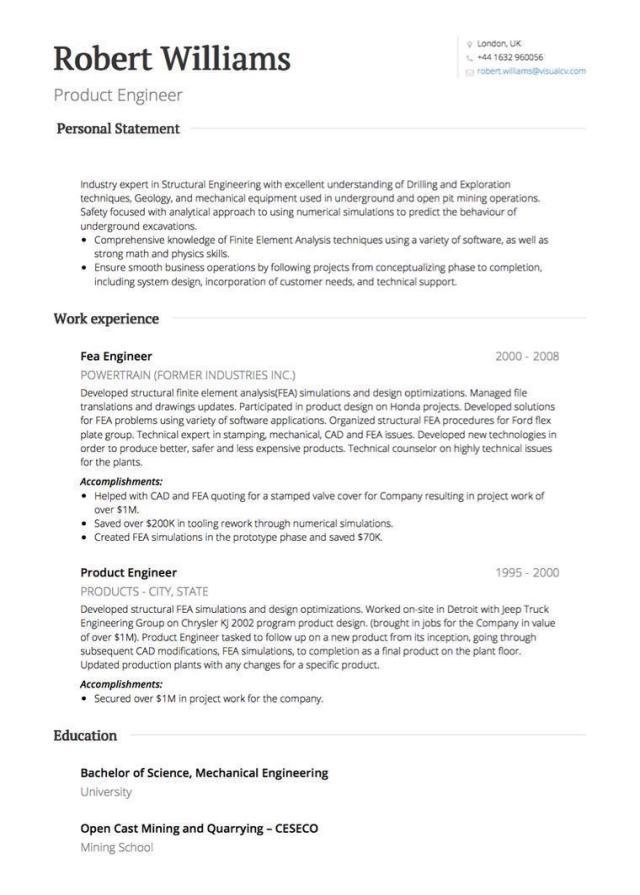 Robert Williams
London, UK
+44 1632 960056
robert.williams@visualcv.com
Product Engineer
Personal Statement
Industry expert in Structural Engineering with excellent understanding of Drilling and Exploration
techniques, Geology, and mechanical equipment used in underground and open pit mining operations.
Safety focused with analytical approach to using numerical simulations to predict the behaviour of
underground excavations.
• Comprehensive knowledge of Finite Element Analysis techniques using a variety of software, as well as
strong math and physics skills.
• Ensure smooth business operations by following projects from conceptualizing phase to completion,
including system design, incorporation of customer needs, and technical support.
Work experience
Fea Engineer 2000 - 2008
POWERTRAIN (FORMER INDUSTRIES INC.)
Developed structural finite element analysis(FEA) simulations and design optimizations. Managed file
translations and drawings updates. Participated in product design on Honda projects. Developed solutions
for FEA problems using variety of software applications. Organized structural FEA procedures for Ford flex
plate group. Technical expert in stamping, mechanical, CAD and FEA issues. Developed new technologies in
order to produce better, safer and less expensive products. Technical counselor on highly technical issues
for the plants.
Accomplishments:
• Helped with CAD and FEA quoting for a stamped valve cover for Company resulting in project work of
over $1M.
• Saved over $200K in tooling rework through numerical simulations.
• Created FEA simulations in the prototype phase and saved $70K.
Product Engineer 1995 - 2000
PRODUCTS - CITY, STATE
Developed structural FEA simulations and design optimizations. Worked on-site in Detroit with Jeep Truck
Engineering Group on Chrysler KJ 2002 program product design. (brought in jobs for the Company in value
of over $1M). Product Engineer tasked to follow up on a new product from its inception, going through
subsequent CAD modifications, FEA simulations, to completion as a final product on the plant floor.
Updated production plants with any changes for a specific product.
Accomplishments:
• Secured over $1M in project work for the company.
Education
Bachelor of Science, Mechanical Engineering
University
Open Cast Mining and Quarrying – CESECO
Mining School